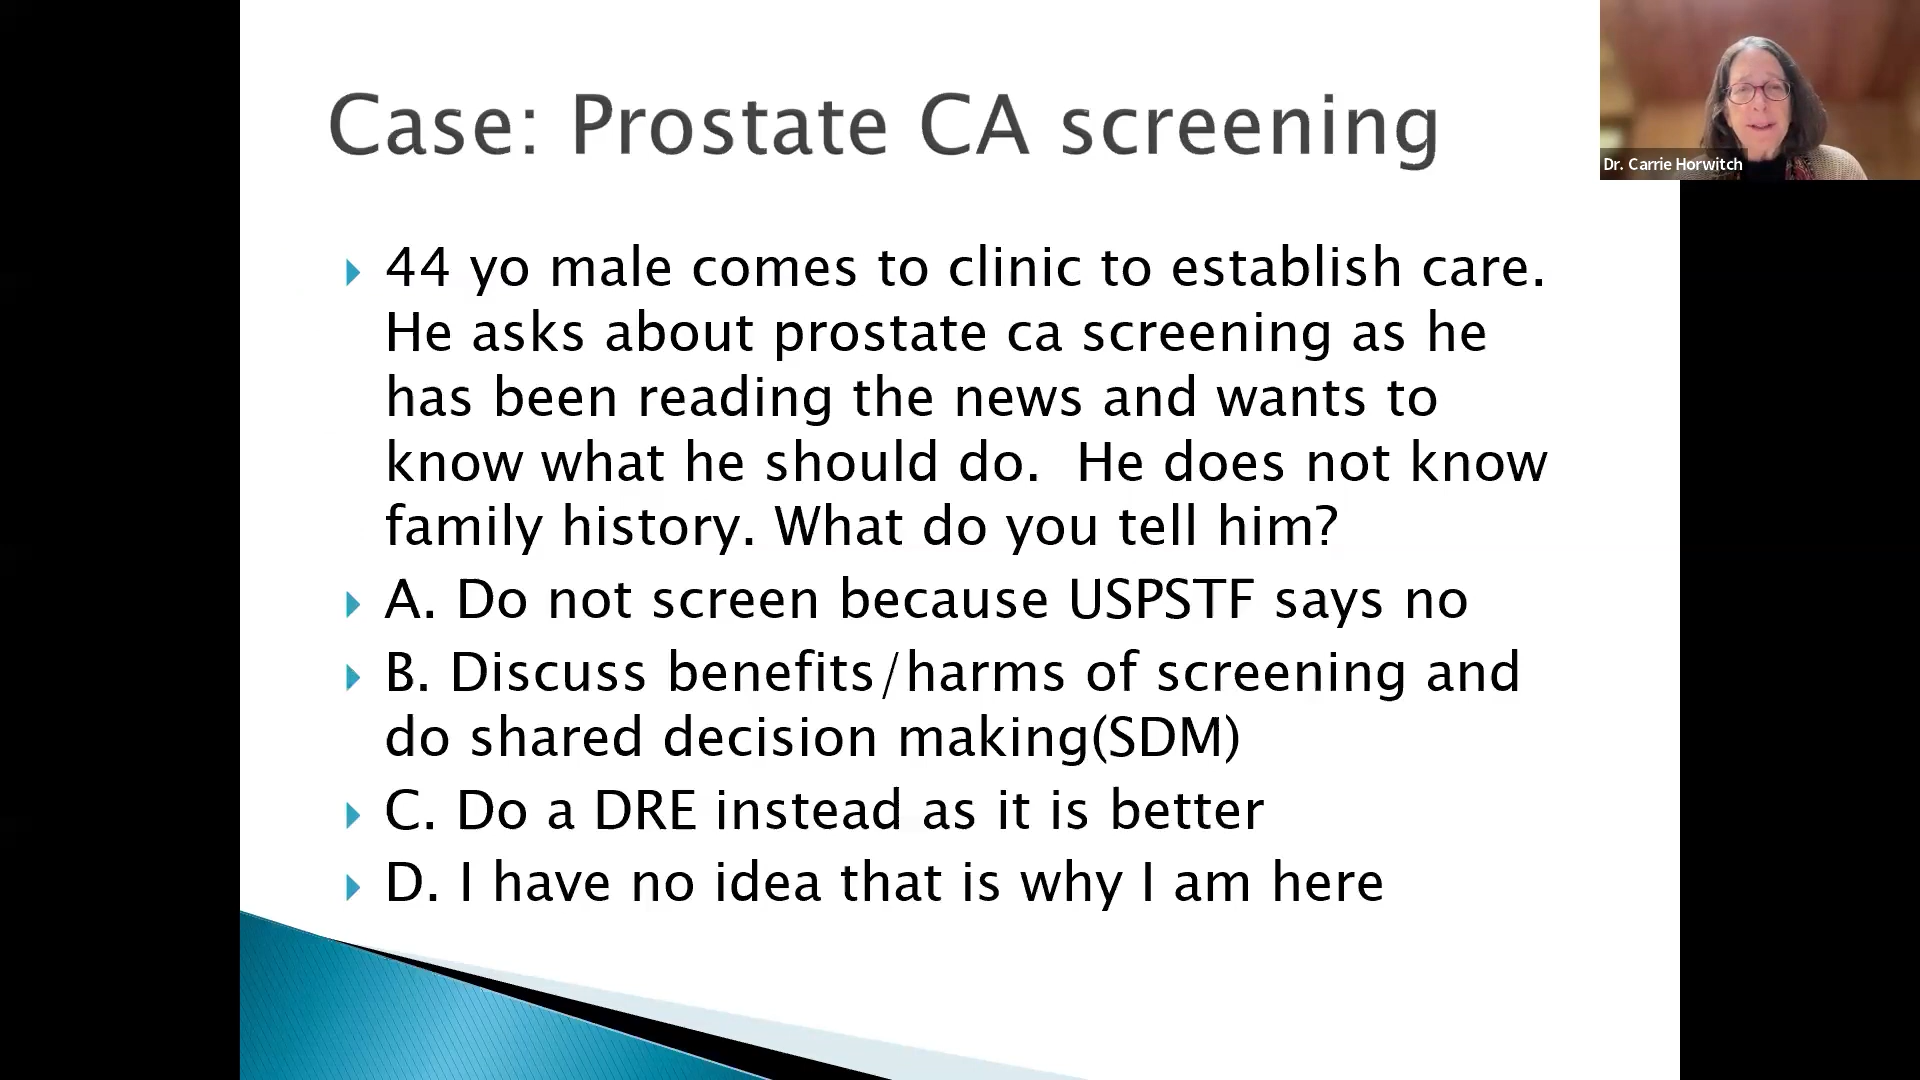 Case: Prostate CA screening
Dr. Carrie Horwitch
44 yo male comes to clinic to establish care.
He asks about prostate ca screening as he
has been reading the news and wants to
know what he should do.  He does not know
family history. What do you tell him?
A. Do not screen because USPSTF says no
B. Discuss benefits/harms of screening and
do shared decision making(SDM)
C. Do a DRE instead as it is better
D. I have no idea that is why I am here